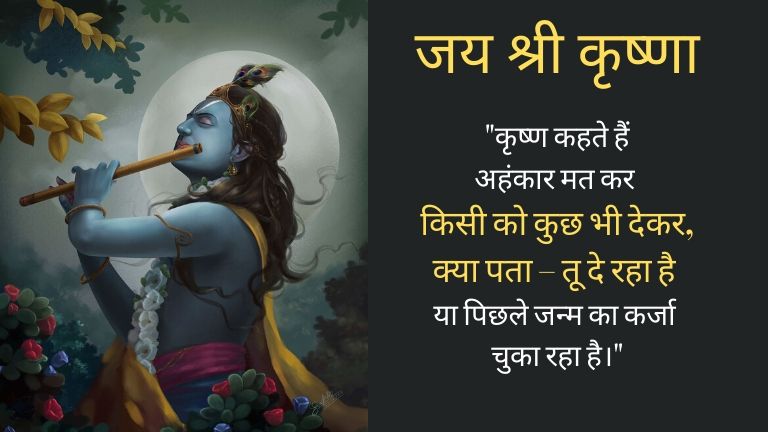 जय श्री कृष्णा
"कृष्ण कहते हैं
अहंकार मत कर
किसी को कुछ भी देकर,
क्या पता – तू दे रहा है
या पिछले जन्म का कर्जा
चुका रहा है।"